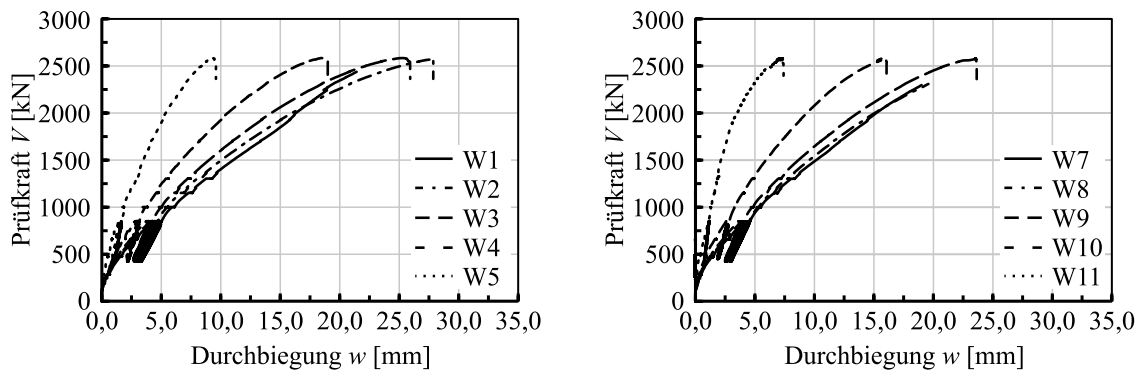 Prüfkraft V [kN]
3000
2500
2000
1500
1000
500
0
0,0 5,0 10,0 15,0 20,0 25,0 30,0 35,0
Durchbiegung w [mm]
W1
W2
W3
W4
W5
Prüfkraft V [kN]
3000
2500
2000
1500
1000
500
0
0,0 5,0 10,0 15,0 20,0 25,0 30,0 35,0
Durchbiegung w [mm]
W7
W8
W9
W10
W11